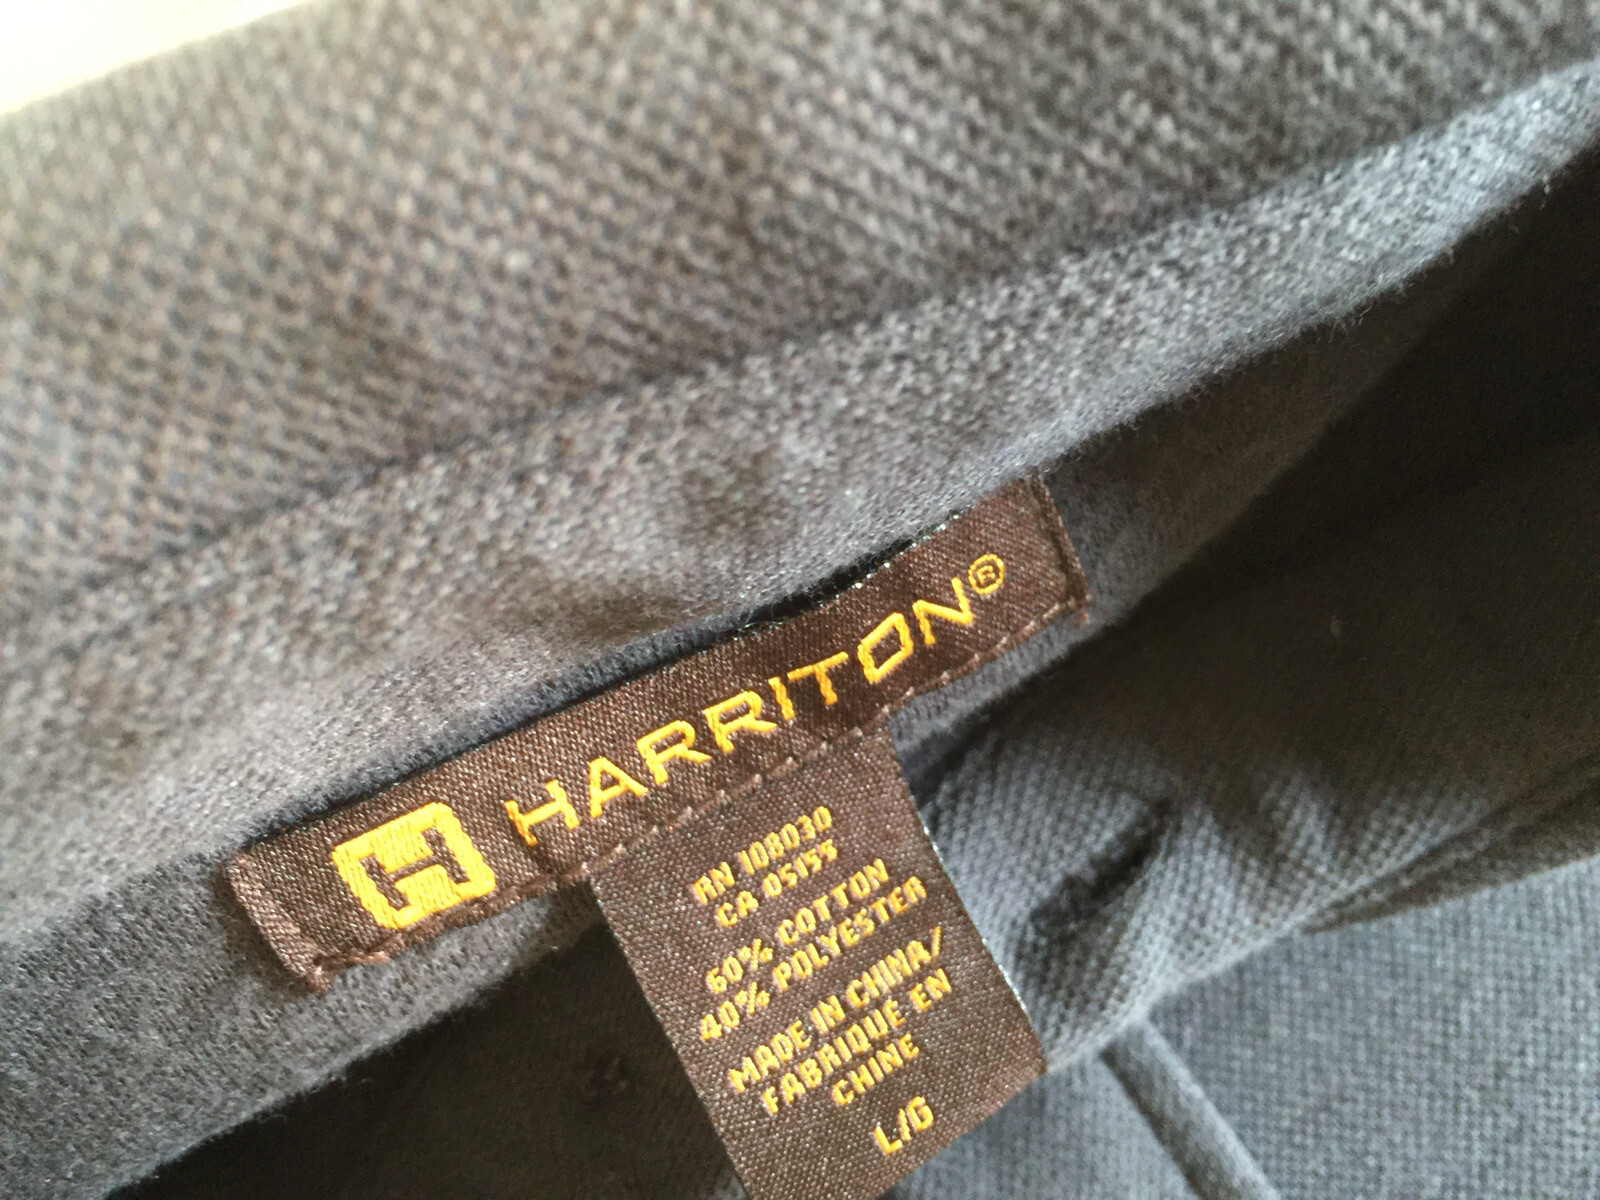 H HARRITON®
RN 108030
CA 05155
60% COTTON
40% POLYESTER
MADE IN CHINA/
FABRIQUE EN
CHINE
L/G